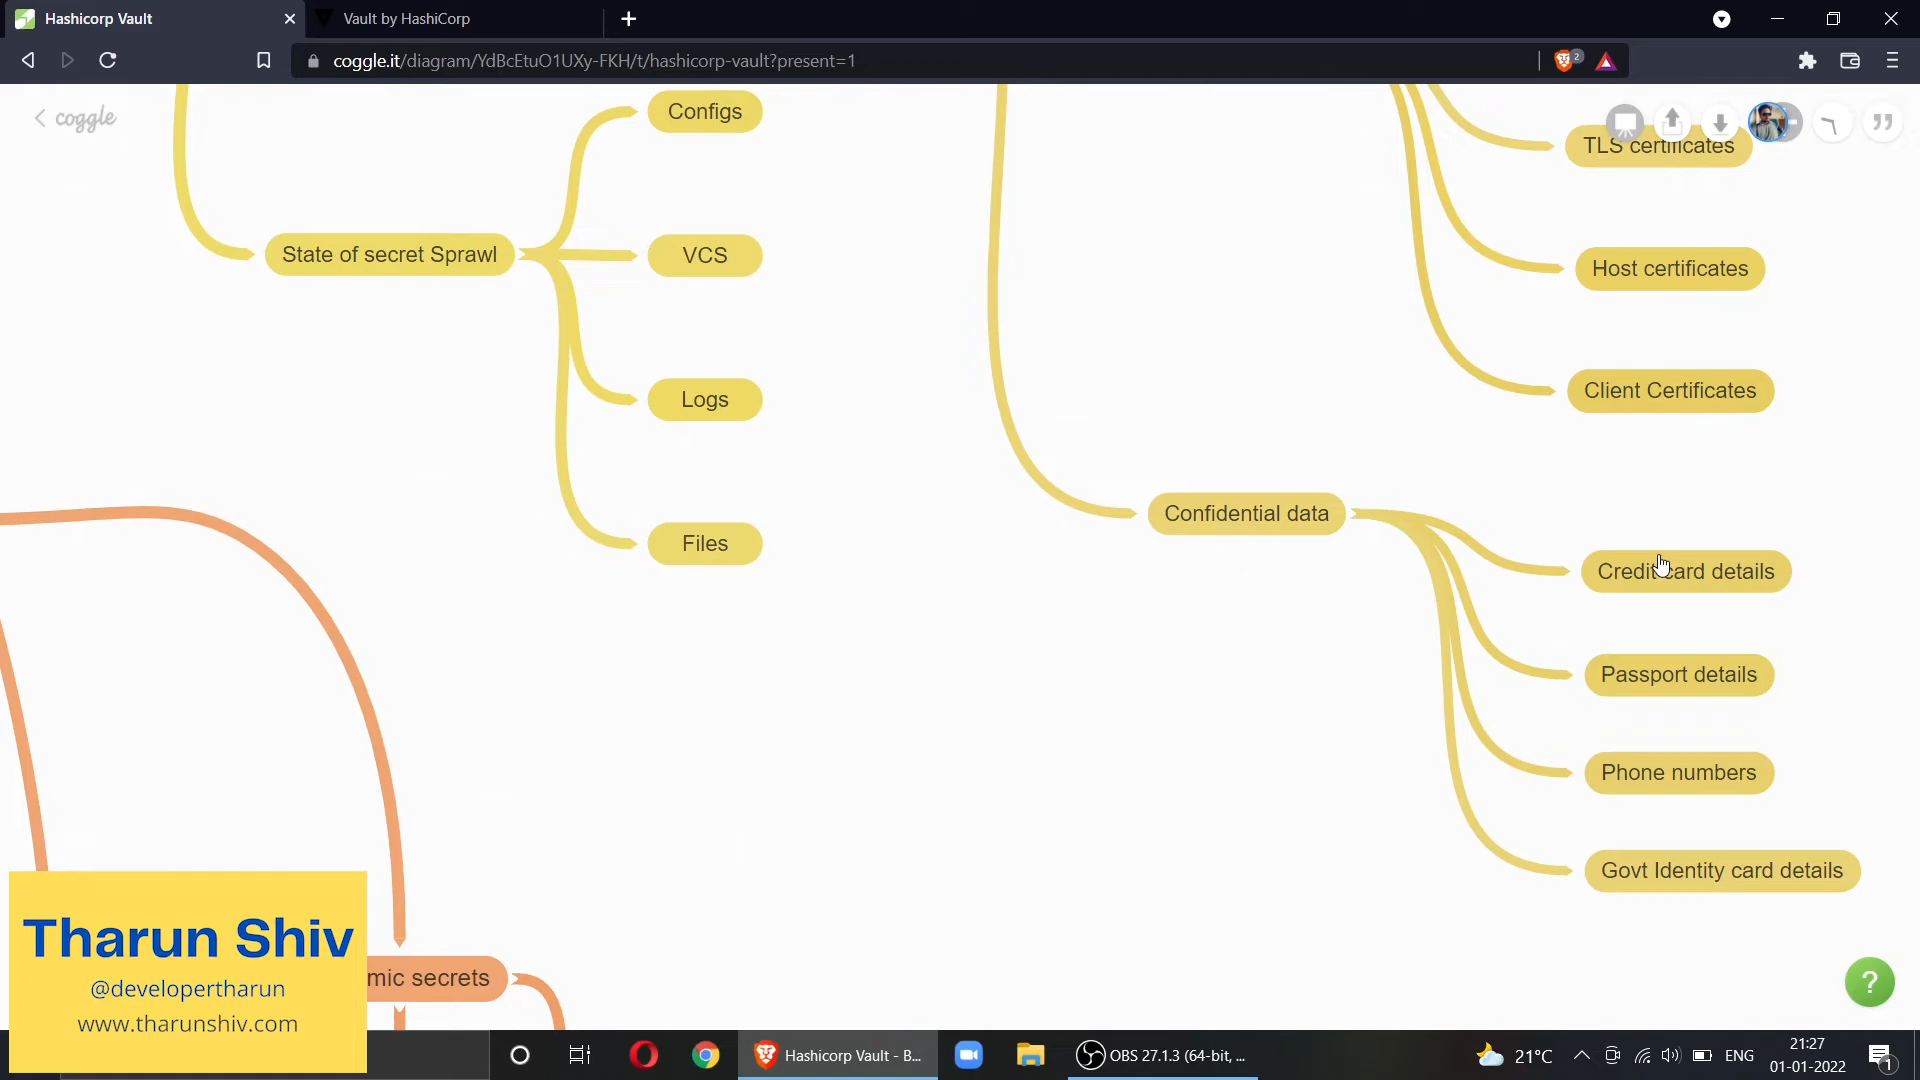 Hashicorp Vault
Vault by HashiCorp
coggle.it/diagram/YdBcEtuO1UXy-FKH/t/hashicorp-vault?present=1
2
coggle
Configs
TLS certificates
State of secret Sprawl
VCS
Host certificates
Logs
Client Certificates
Confidential data
Files
Credit card details
Passport details
Phone numbers
Govt Identity card details
Tharun Shiv
@developertharun
www.tharunshiv.com
mic secrets
?
Hashicorp Vault - B...
OBS 27.1.3 (64-bit, ...
21°C
ENG
21:27
01-01-2022
1